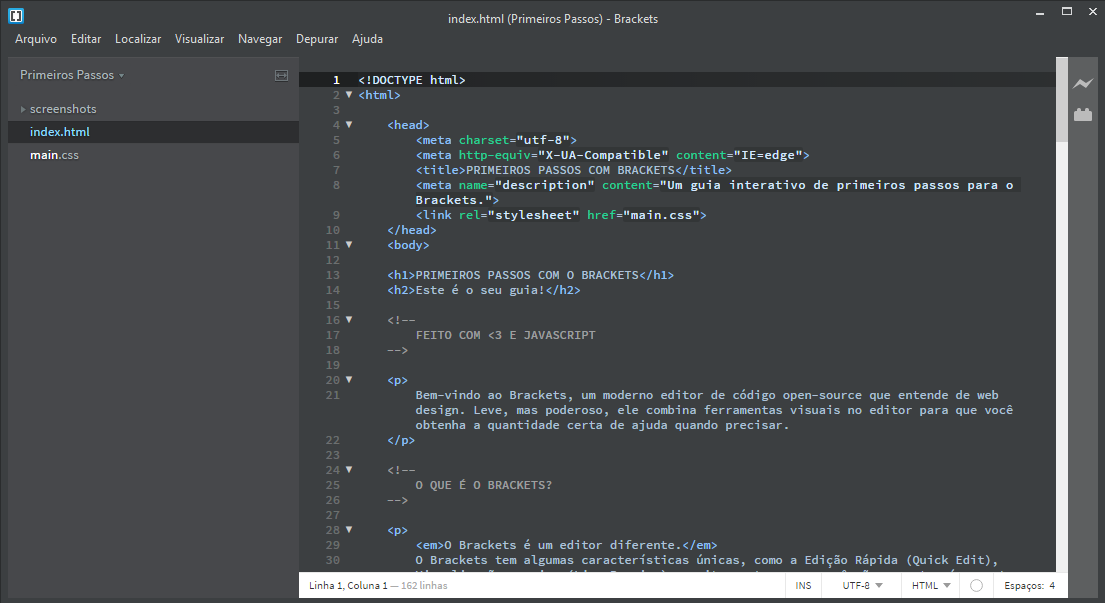 index.html (Primeiros Passos) - Brackets
Arquivo Editar Localizar Visualizar Navegar Depurar Ajuda
Primeiros Passos
screenshots
index.html
main.css
1 <!DOCTYPE html>
2 <html>
3
4 <head>
5 <meta charset="utf-8">
6 <meta http-equiv="X-UA-Compatible" content="IE=edge">
7 <title>PRIMEIROS PASSOS COM BRACKETS</title>
8 <meta name="description" content="Um guia interativo de primeiros passos para o
Brackets.">
9 <link rel="stylesheet" href="main.css">
10 </head>
11 <body>
12
13 <h1>PRIMEIROS PASSOS COM O BRACKETS</h1>
14 <h2>Este é o seu guia!</h2>
15
16 <!--
17 FEITO COM <3 E JAVASCRIPT
18 -->
19
20 <p>
21 Bem-vindo ao Brackets, um moderno editor de código open-source que entende de web
design. Leve, mas poderoso, ele combina ferramentas visuais no editor para que você
obtenha a quantidade certa de ajuda quando precisar.
22 </p>
23
24 <!--
25 O QUE É O BRACKETS?
26 -->
27
28 <p>
29 <em>O Brackets é um editor diferente.</em>
30 O Brackets tem algumas características únicas, como a Edição Rápida (Quick Edit),
Linha 1, Coluna 1 — 162 linhas INS UTF-8 HTML Espaços: 4